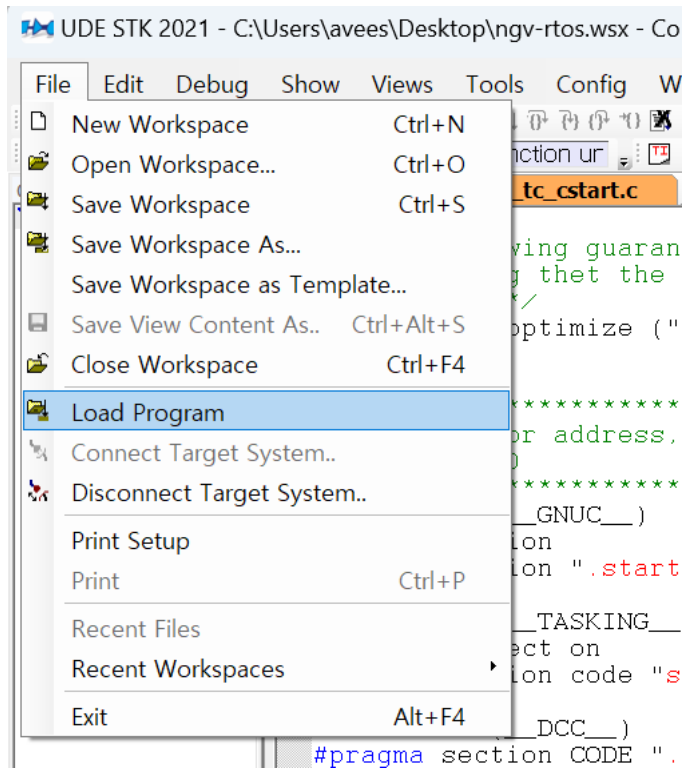 UDE STK 2021 - C:\Users\avees\Desktop\ngv-rtos.wsx - Co
File Edit Debug Show Views Tools Config W
New Workspace Ctrl+N
Open Workspace... Ctrl+O
Save Workspace Ctrl+S
Save Workspace As...
Save Workspace as Template...
Save View Content As.. Ctrl+Alt+S
Close Workspace Ctrl+F4
Load Program
Connect Target System..
Disconnect Target System..
Print Setup
Print Ctrl+P
Recent Files
Recent Workspaces
Exit Alt+F4
nction un
_tc_cstart.c
wing guaran
g thet the
*/
optimize ("
***********
or address,
)
***********
__GNUC__)
ion
ion ".start
__TASKING__
ect on
ion code "s
__DCC__)
#pragma section CODE ".